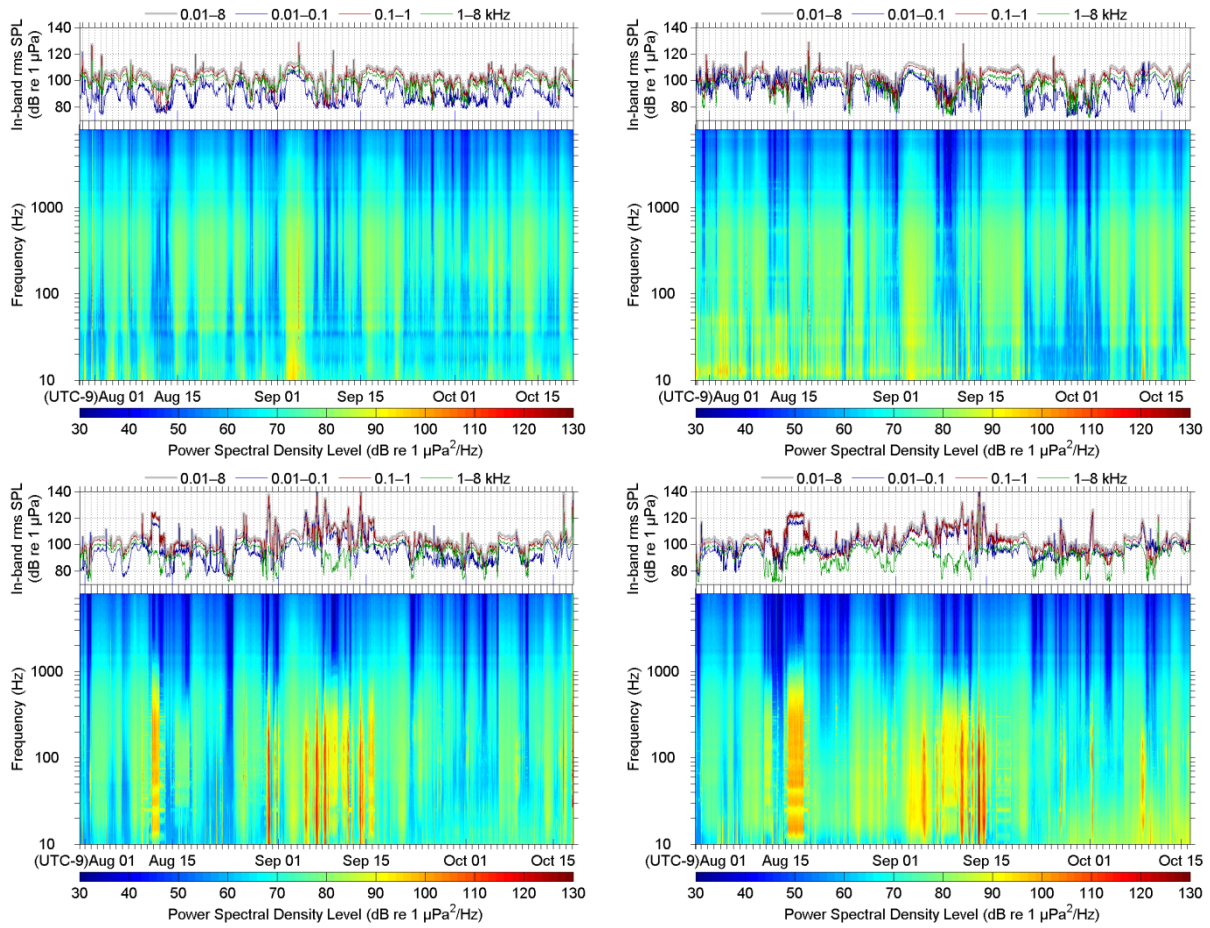 0.01–8 0.01–0.1 0.1–1 1–8 kHz
In-band rms SPL
(dB re 1 µPa)
140
120
100
80
Frequency (Hz)
1000
100
10
(UTC-9)Aug 01 Aug 15 Sep 01 Sep 15 Oct 01 Oct 15
30 40 50 60 70 80 90 100 110 120 130
Power Spectral Density Level (dB re 1 µPa²/Hz)
0.01–8 0.01–0.1 0.1–1 1–8 kHz
In-band rms SPL
(dB re 1 µPa)
140
120
100
80
Frequency (Hz)
1000
100
10
(UTC-9)Aug 01 Aug 15 Sep 01 Sep 15 Oct 01 Oct 15
30 40 50 60 70 80 90 100 110 120 130
Power Spectral Density Level (dB re 1 µPa²/Hz)
0.01–8 0.01–0.1 0.1–1 1–8 kHz
In-band rms SPL
(dB re 1 µPa)
140
120
100
80
Frequency (Hz)
1000
100
10
(UTC-9)Aug 01 Aug 15 Sep 01 Sep 15 Oct 01 Oct 15
30 40 50 60 70 80 90 100 110 120 130
Power Spectral Density Level (dB re 1 µPa²/Hz)
0.01–8 0.01–0.1 0.1–1 1–8 kHz
In-band rms SPL
(dB re 1 µPa)
140
120
100
80
Frequency (Hz)
1000
100
10
(UTC-9)Aug 01 Aug 15 Sep 01 Sep 15 Oct 01 Oct 15
30 40 50 60 70 80 90 100 110 120 130
Power Spectral Density Level (dB re 1 µPa²/Hz)